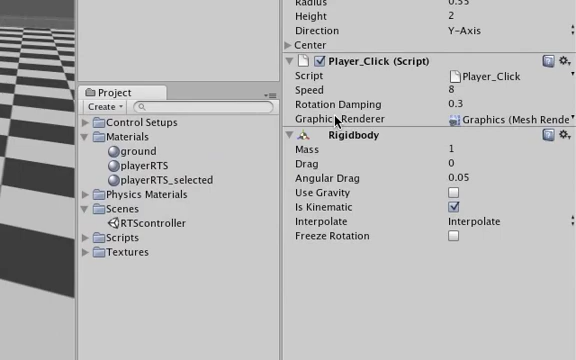 Radius 0.55
Height 2
Direction Y-Axis
Center
Player_Click (Script)
Script Player_Click
Speed 8
Rotation Damping 0.3
Graphic Renderer Graphics (Mesh Rende
Rigidbody
Mass 1
Drag 0
Angular Drag 0.05
Use Gravity
Is Kinematic
Interpolate Interpolate
Freeze Rotation
Project
Create
Control Setups
Materials
ground
playerRTS
playerRTS_selected
Physics Materials
Scenes
RTScontroller
Scripts
Textures